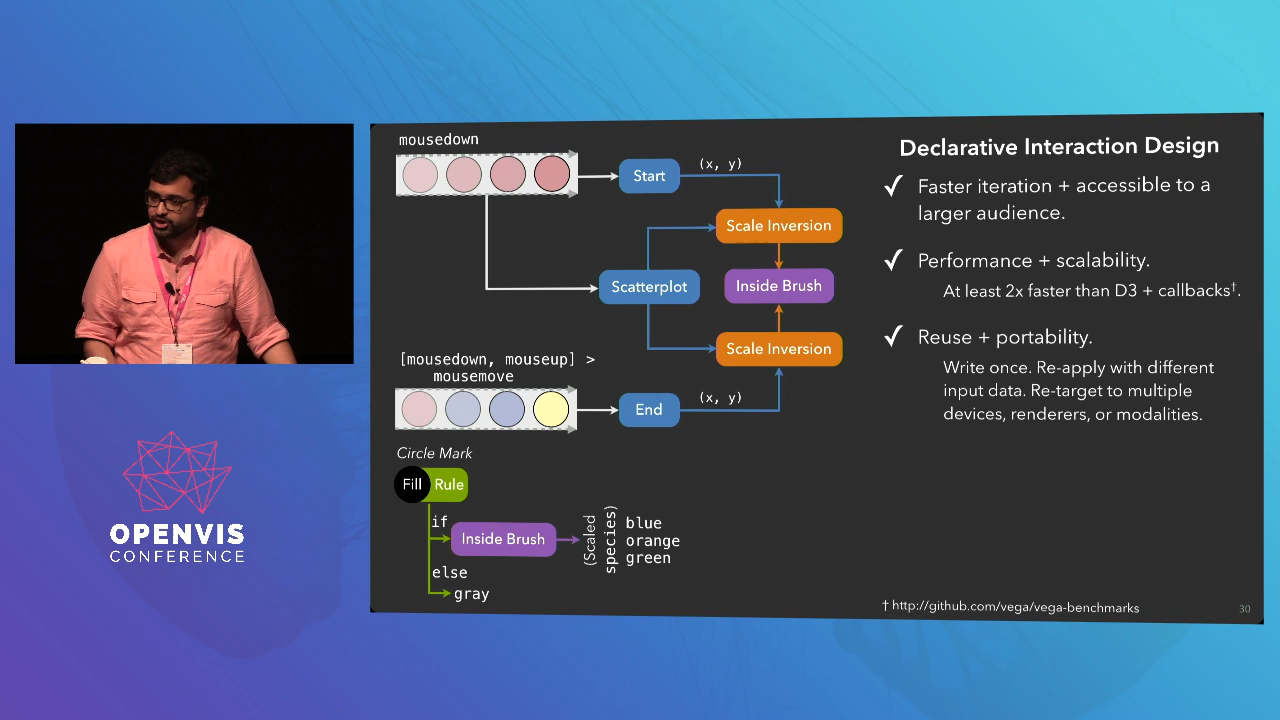 mousedown
Start
(x, y)
Scale Inversion
Scatterplot
Inside Brush
Scale Inversion
[mousedown, mouseup] >
mousemove
End
(x, y)
Circle Mark
Fill Rule
if
Inside Brush
(Scaled
species)
blue
orange
green
else
gray
Declarative Interaction Design
✓ Faster iteration + accessible to a
larger audience.
✓ Performance + scalability.
At least 2x faster than D3 + callbacks†.
✓ Reuse + portability.
Write once. Re-apply with different
input data. Re-target to multiple
devices, renderers, or modalities.
† http://github.com/vega/vega-benchmarks
30
OPENVIS
CONFERENCE